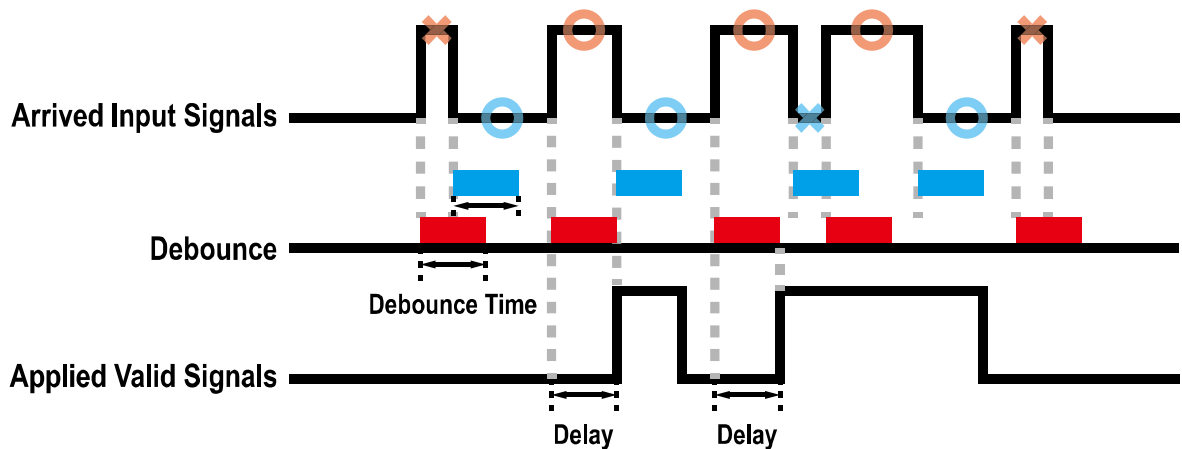 Arrived Input Signals
Debounce
Debounce Time
Applied Valid Signals
Delay
Delay